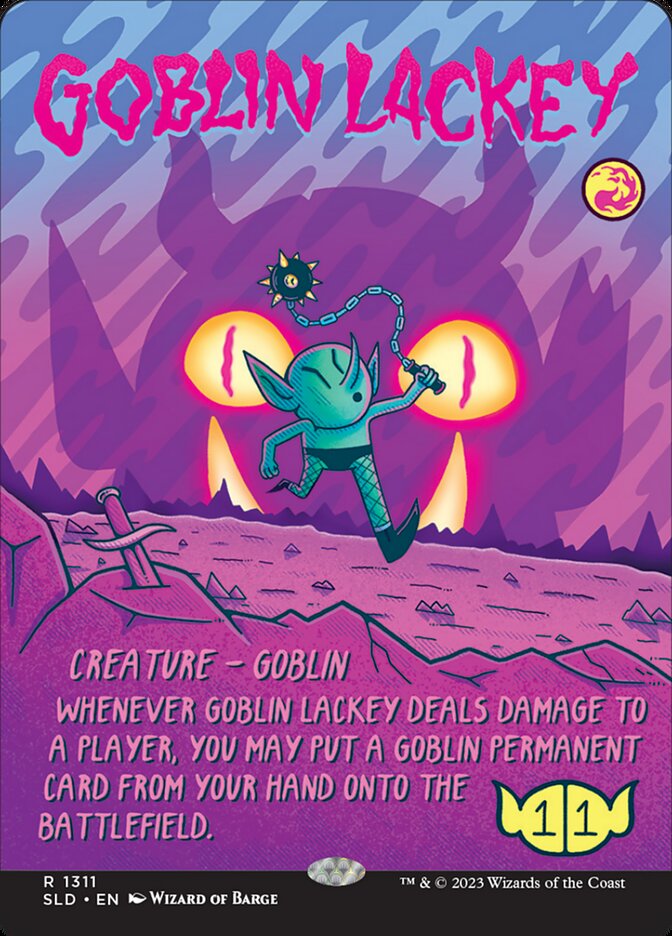 GOBLIN LACKEY
CREATURE – GOBLIN
WHENEVER GOBLIN LACKEY DEALS DAMAGE TO
A PLAYER, YOU MAY PUT A GOBLIN PERMANENT
CARD FROM YOUR HAND ONTO THE
BATTLEFIELD.
1 1
R 1311
SLD • EN WIZARD OF BARGE
™ & © 2023 Wizards of the Coast